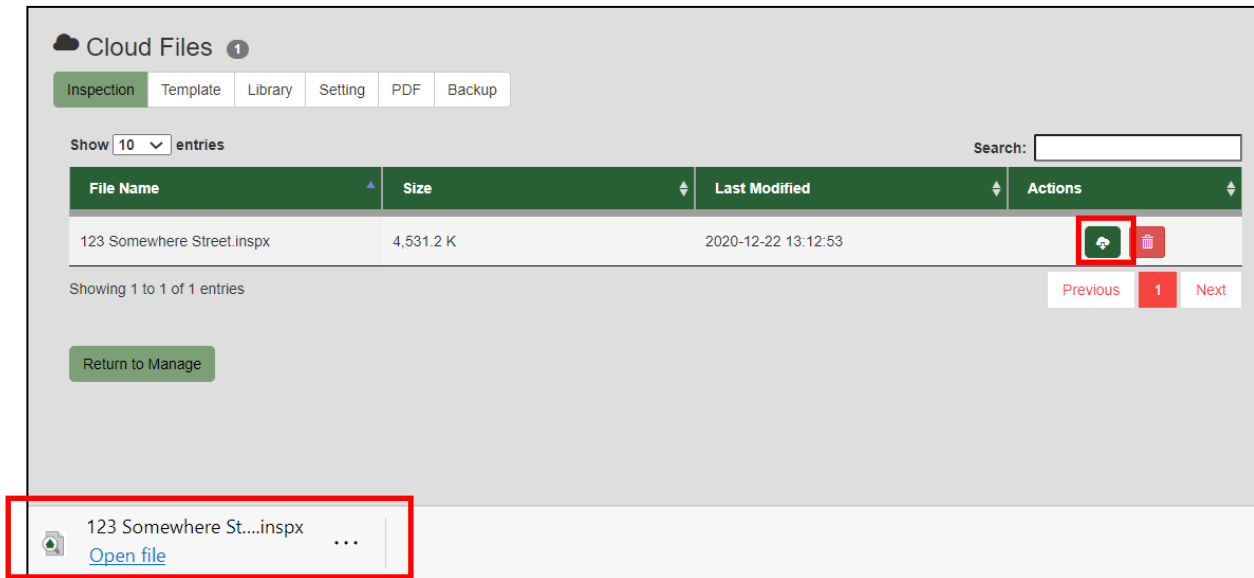 Cloud Files 1
Inspection Template Library Setting PDF Backup
Show 10 entries Search:
File Name Size Last Modified Actions
123 Somewhere Street.inspx 4,531.2 K 2020-12-22 13:12:53
Showing 1 to 1 of 1 entries Previous 1 Next
Return to Manage
123 Somewhere St....inspx
Open file